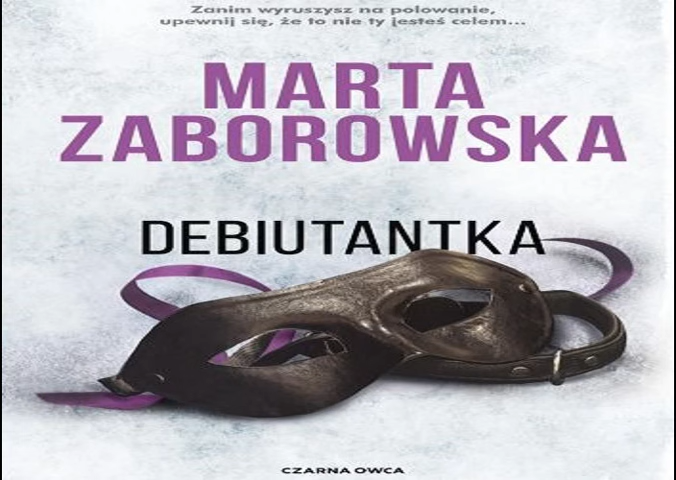 Zanim wyruszysz na polowanie,
upewnij się, że to nie ty jesteś celem...
MARTA
ZABOROWSKA
DEBIUTANTKA
CZARNA OWCA